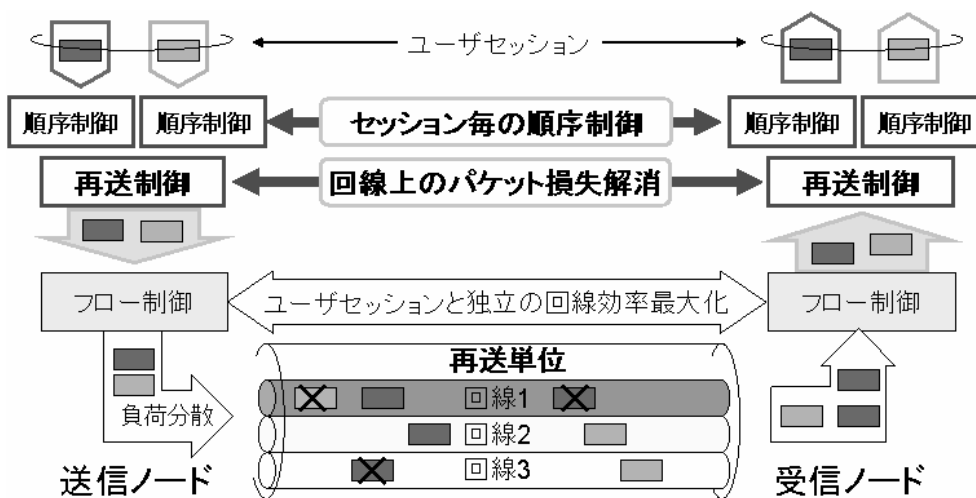 ユーザセッション
順序制御 順序制御 セッション毎の順序制御 順序制御 順序制御
再送制御 回線上のパケット損失解消 再送制御
フロー制御 ユーザセッションと独立の回線効率最大化 フロー制御
再送単位
回線1
負荷分散
回線2
回線3
送信ノード 受信ノード